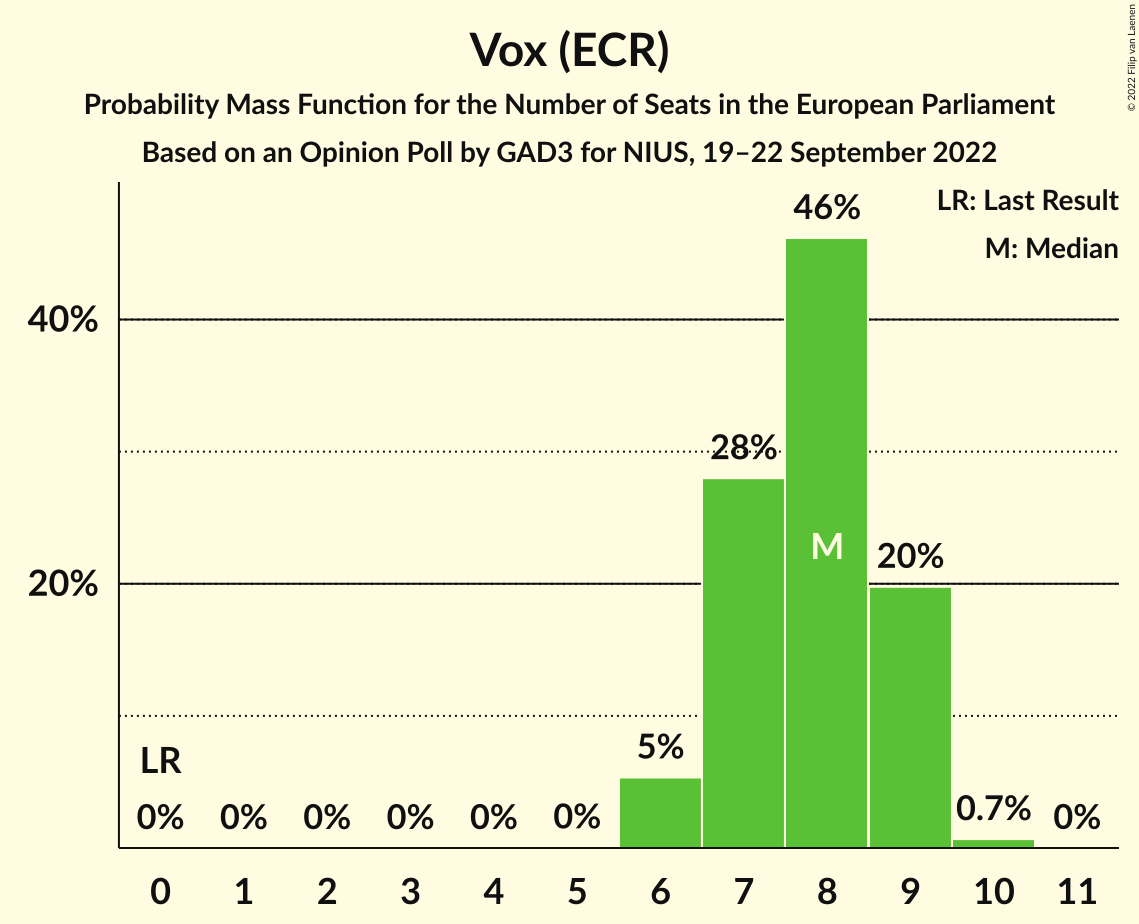 Vox (ECR)
Probability Mass Function for the Number of Seats in the European Parliament
Based on an Opinion Poll by GAD3 for NIUS, 19–22 September 2022
© 2022 Filip van Laenen
LR: Last Result
M: Median
46%
40%
28%
M
20%
20%
5%
LR
0% 0% 0% 0% 0% 0% 0.7% 0%
0 1 2 3 4 5 6 7 8 9 10 11